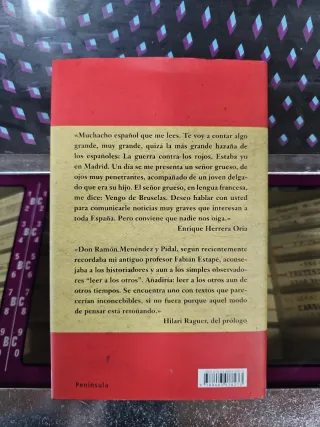 «Muchacho español que me lees. Te voy a contar algo
grande, muy grande, quizá la más grande hazaña de
los españoles: La guerra contra los rojos. Estaba yo
en Madrid. Un día se me presenta un señor grueso, de
ojos muy penetrantes, acompañado de un joven delga-
do que era su hijo. El señor grueso, en lengua francesa,
me dice: Vengo de Bruselas. Deseo hablar con us-
ted para comunicarle noticias muy graves que interesan a
toda España. Pero conviene que nadie nos oiga.»
Enrique Herrera Oria
«Don Ramón Menéndez y Pidal, según recientemente
recordaba mi antiguo profesor Fabián Estapé, aconse-
jaba a los historiadores y aun a los simples observado-
res “leer a los otros”. Añadiría: leer a los otros aun de
otros tiempos. Se encuentra uno con textos que pare-
cerían inconcebibles, si no fuera porque aquel modo
de pensar está resonando.»
Hilari Raguer, del prólogo
Península